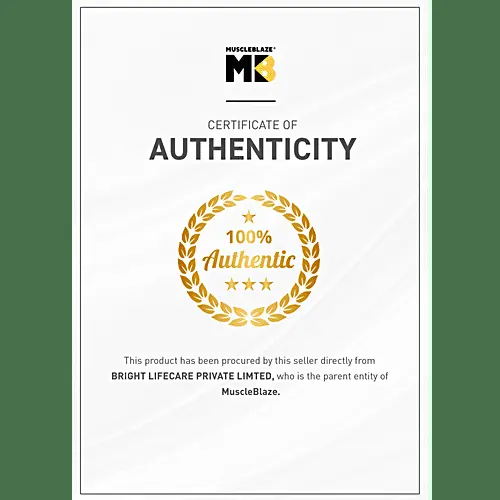 MUSCLEBLAZE®
MB
CERTIFICATE OF
AUTHENTICITY
100%
Authentic
This product has been procured by this seller directly from
BRIGHT LIFECARE PRIVATE LIMTED, who is the parent entity of
MuscleBlaze.